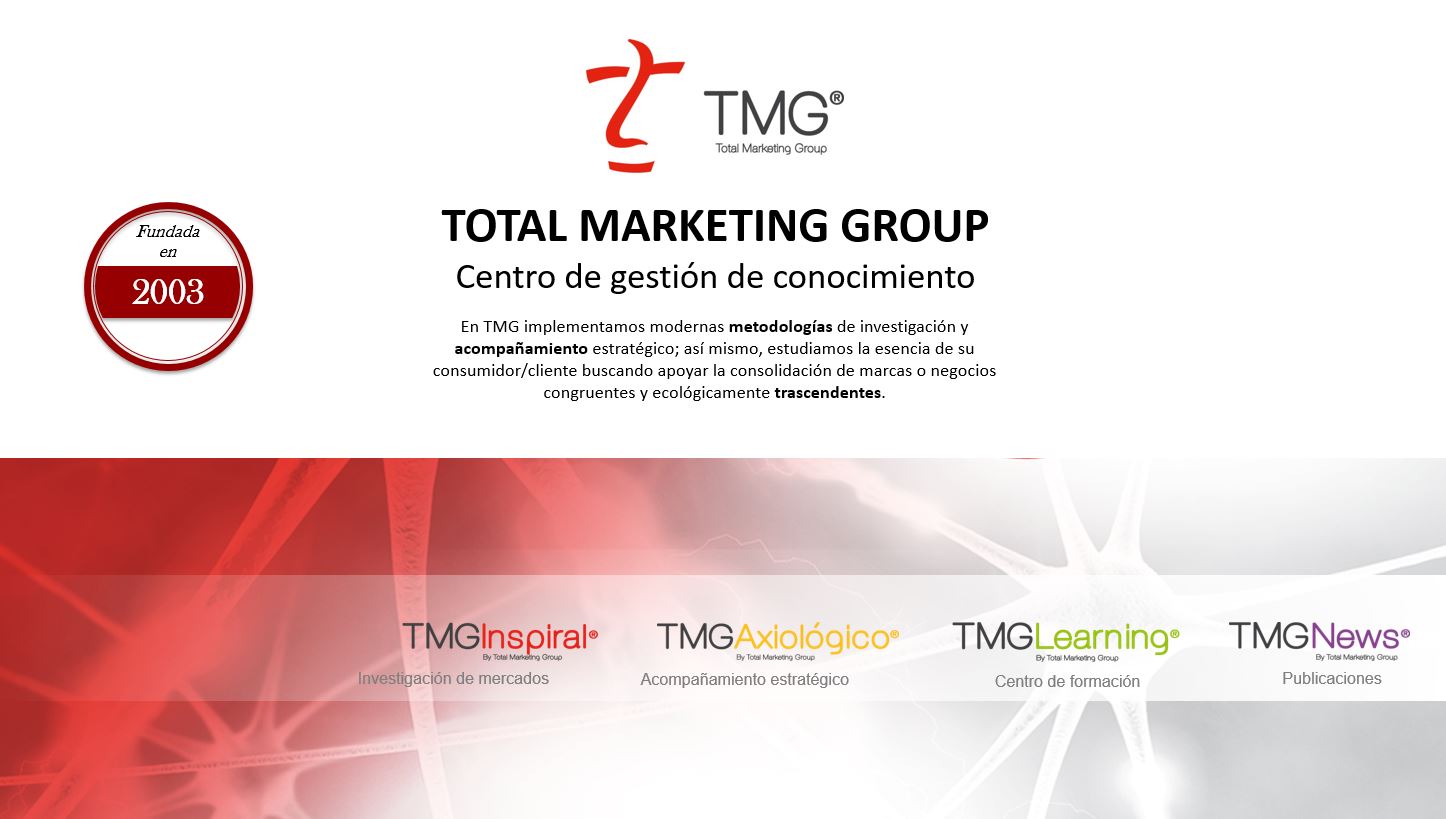 TMG®
Total Marketing Group
Fundada
en
2003
TOTAL MARKETING GROUP
Centro de gestión de conocimiento
En TMG implementamos modernas metodologías de investigación y
acompañamiento estratégico; así mismo, estudiamos la esencia de su
consumidor/cliente buscando apoyar la consolidación de marcas o negocios
congruentes y ecológicamente trascendentes.
TMGInspiral®
By Total Marketing Group
Investigación de mercados
TMGAxiológico®
By Total Marketing Group
Acompañamiento estratégico
TMGLearning®
By Total Marketing Group
Centro de formación
TMGNews®
By Total Marketing Group
Publicaciones